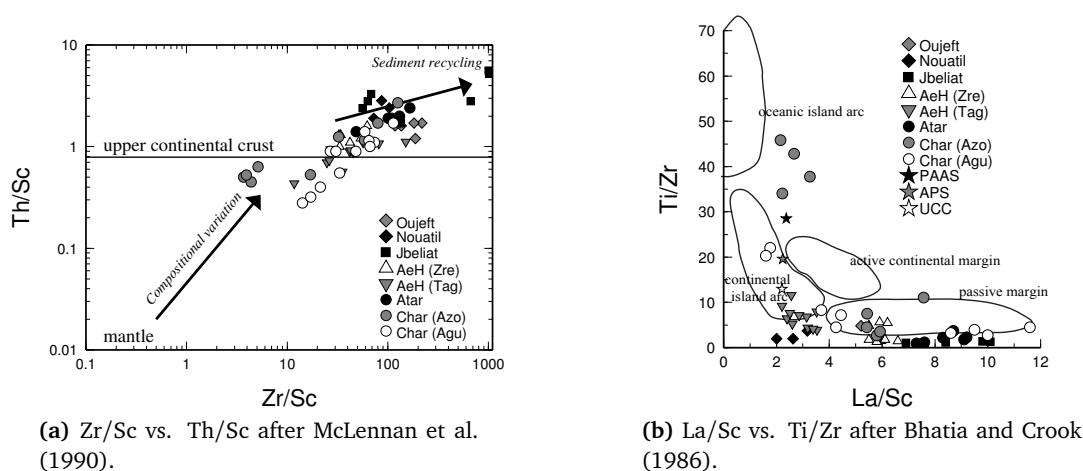 10
1
0.1
0.01
Th/Sc
0.1
1
10
100
1000
Zr/Sc
Sediment recycling
upper continental crust
Compositional variation
mantle
Oujeft
Nouatil
Jbeliat
AeH (Zre)
AeH (Tag)
Atar
Char (Azo)
Char (Agu)
(a) Zr/Sc vs. Th/Sc after McLennan et al.
(1990).
70
60
50
40
30
20
10
0
Ti/Zr
0
2
4
6
8
10
12
La/Sc
oceanic island arc
active continental margin
continental
island arc
passive margin
Oujeft
Nouatil
Jbeliat
AeH (Zre)
AeH (Tag)
Atar
Char (Azo)
Char (Agu)
PAAS
APS
UCC
(b) La/Sc vs. Ti/Zr after Bhatia and Crook
(1986).